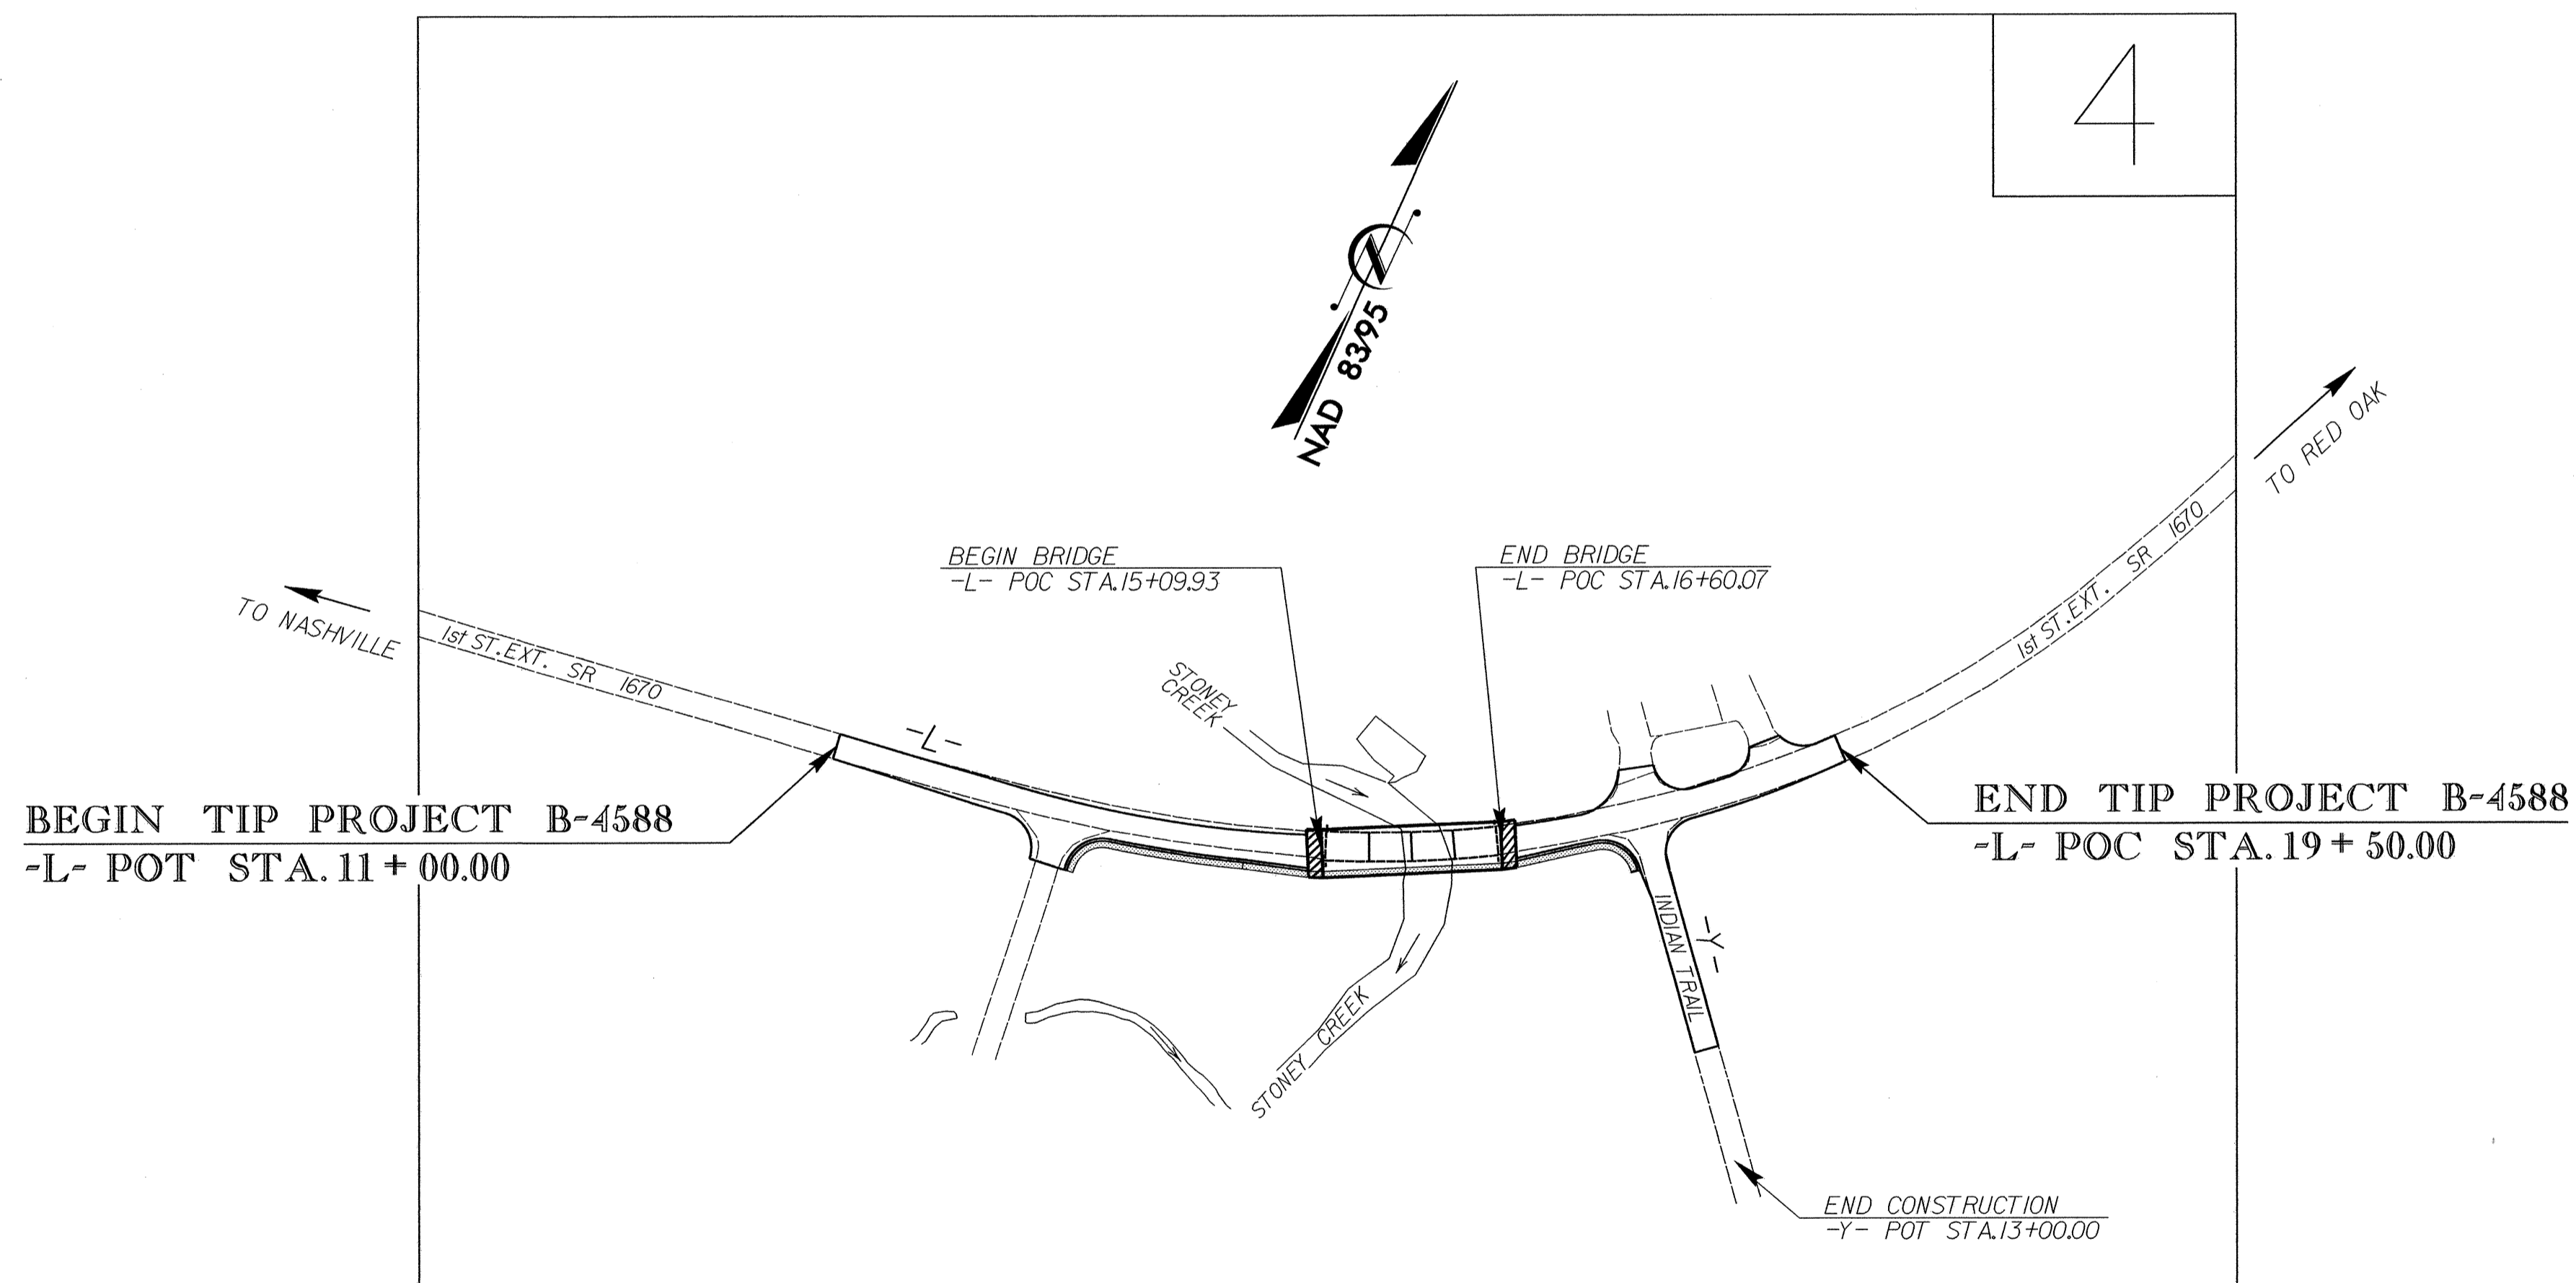 4
NAD 83/95
TO RED OAK
1st ST. EXT. SR 1670
BEGIN BRIDGE
-L- POC STA.15+09.93
END BRIDGE
-L- POC STA.16+60.07
TO NASHVILLE
1st ST. EXT. SR 1670
-L-
STONEY
CREEK
BEGIN TIP PROJECT B-4588
-L- POT STA. 11 + 00.00
END TIP PROJECT B-4588
-L- POC STA. 19 + 50.00
INDIAN TRAIL
-Y-
STONEY CREEK
END CONSTRUCTION
-Y- POT STA.13+00.00